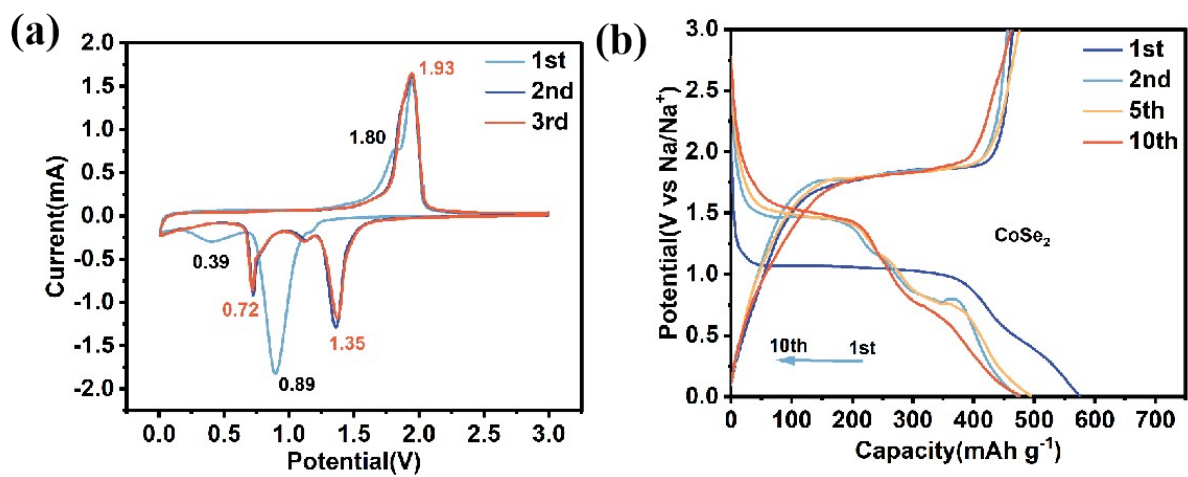 (a)
2.0
1.5
1.0
0.5
0.0
-0.5
-1.0
-1.5
-2.0
Current(mA)
0.0 0.5 1.0 1.5 2.0 2.5 3.0
Potential(V)
1st
2nd
3rd
1.93
1.80
0.39
0.72
0.89
1.35
(b)
3.0
2.5
2.0
1.5
1.0
0.5
0.0
Potential(V vs Na/Na⁺)
0 100 200 300 400 500 600 700
Capacity(mAh g⁻¹)
1st
2nd
5th
10th
CoSe₂
10th 1st